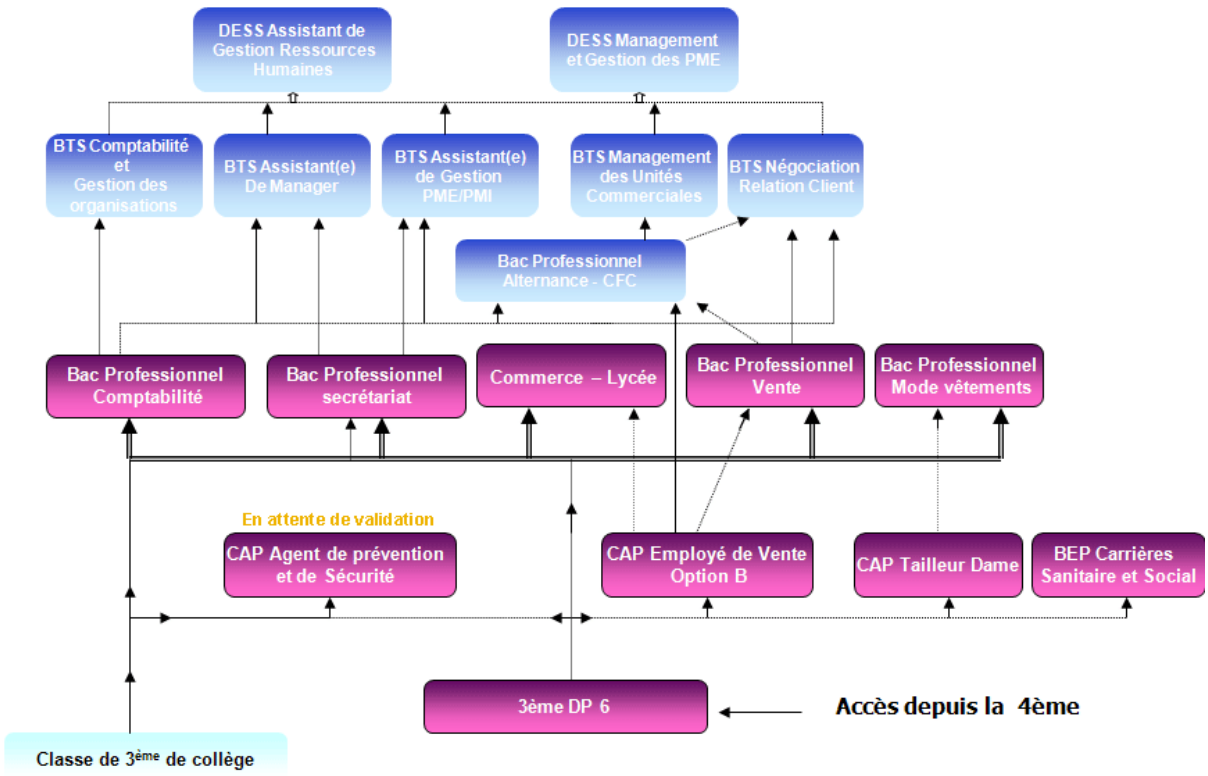 DESS Assistant de
Gestion Ressources
Humaines
DESS Management
et Gestion des PME
BTS Comptabilité
et
Gestion des
organisations
BTS Assistant(e)
De Manager
BTS Assistant(e)
de Gestion
PME/PMI
BTS Management
des Unités
Commerciales
BTS Négociation
Relation Client
Bac Professionnel
Alternance - CFC
Bac Professionnel
Comptabilité
Bac Professionnel
secrétariat
Commerce – Lycée
Bac Professionnel
Vente
Bac Professionnel
Mode vêtements
En attente de validation
CAP Agent de prévention
et de Sécurité
CAP Employé de Vente
Option B
CAP Tailleur Dame
BEP Carrières
Sanitaire et Social
3ème DP 6
Accès depuis la 4ème
Classe de 3ème de collège